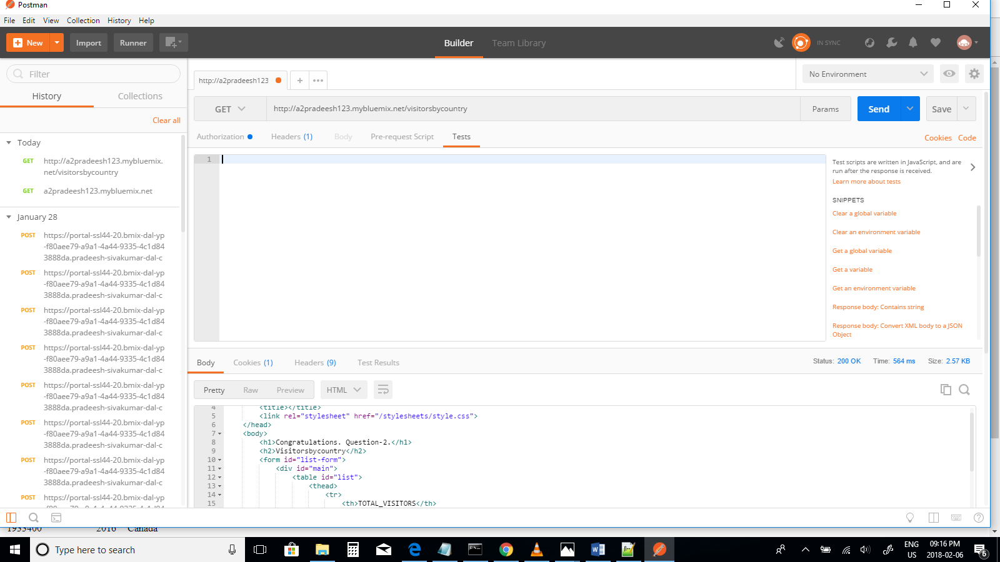 Postman
File Edit View Collection History Help
New Import Runner Builder Team Library IN SYNC
Filter
History Collections
Clear all
Today
GET http://a2pradeesh123.mybluemix.
net/visitorsbycountry
GET a2pradeesh123.mybluemix.net
January 28
POST https://portal-ssl44-20.bmix-dal-yp
-f80aee79-a9a1-4a44-9335-4c1d84
3888da.pradeesh-sivakumar-dal-c
POST https://portal-ssl44-20.bmix-dal-yp
-f80aee79-a9a1-4a44-9335-4c1d84
3888da.pradeesh-sivakumar-dal-c
POST https://portal-ssl44-20.bmix-dal-yp
-f80aee79-a9a1-4a44-9335-4c1d84
3888da.pradeesh-sivakumar-dal-c
POST https://portal-ssl44-20.bmix-dal-yp
-f80aee79-a9a1-4a44-9335-4c1d84
3888da.pradeesh-sivakumar-dal-c
POST https://portal-ssl44-20.bmix-dal-yp
-f80aee79-a9a1-4a44-9335-4c1d84
3888da.pradeesh-sivakumar-dal-c
POST https://portal-ssl44-20.bmix-dal-yp
-f80aee79-a9a1-4a44-9335-4c1d84
3888da.pradeesh-sivakumar-dal-c
POST https://portal-ssl44-20.bmix-dal-yp
-f80aee79-a9a1-4a44-9335-4c1d84
3888da.pradeesh-sivakumar-dal-c
POST https://portal-ssl44-20.bmix-dal-yp
http://a2pradeesh123
No Environment
GET http://a2pradeesh123.mybluemix.net/visitorsbycountry Params Send Save
Authorization Headers (1) Body Pre-request Script Tests Cookies Code
1
Test scripts are written in JavaScript, and are
run after the response is received.
Learn more about tests
SNIPPETS
Clear a global variable
Clear an environment variable
Get a global variable
Get a variable
Get an environment variable
Response body: Contains string
Response body: Convert XML body to a JSON
Object
Body Cookies (1) Headers (9) Test Results Status: 200 OK Time: 564 ms Size: 2.57 KB
Pretty Raw Preview HTML
4 <title></title>
5 <link rel="stylesheet" href="/stylesheets/style.css">
6 </head>
7 <body>
8 <h1>Congratulations. Question-2.</h1>
9 <h2>Visitorsbycountry</h2>
10 <form id="list-form">
11 <div id="main">
12 <table id="list">
13 <thead>
14 <tr>
15 <th>TOTAL_VISITORS</th>
1933400 2016 Canada
Type here to search
ENG
US
09:16 PM
2018-02-06
6